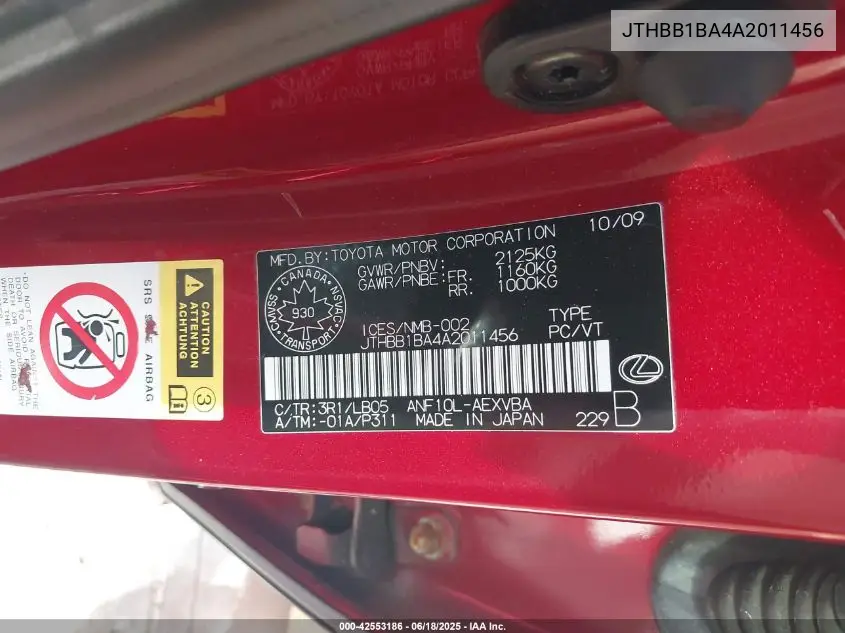 JTHBB1BA4A2011456
MFD. BY: TOYOTA MOTOR CORPORATION 10/09
GVWR/PNBV: 2125KG
GAWR/PNBE: FR. 1160KG
RR. 1000KG
CANADA
CMVSS NSVAC
930
TRANSPORT
ICES/NMB-002
JTHBB1BA4A2011456
TYPE
PC/VT
C/TR: 3R1/LB05 ANF10L-AEXVBA
A/TM: -01A/P311 MADE IN JAPAN
229 B
CAUTION
ATTENTION
3
SRS AIRBAG
000-42553186 - 06/18/2025 - IAA Inc.